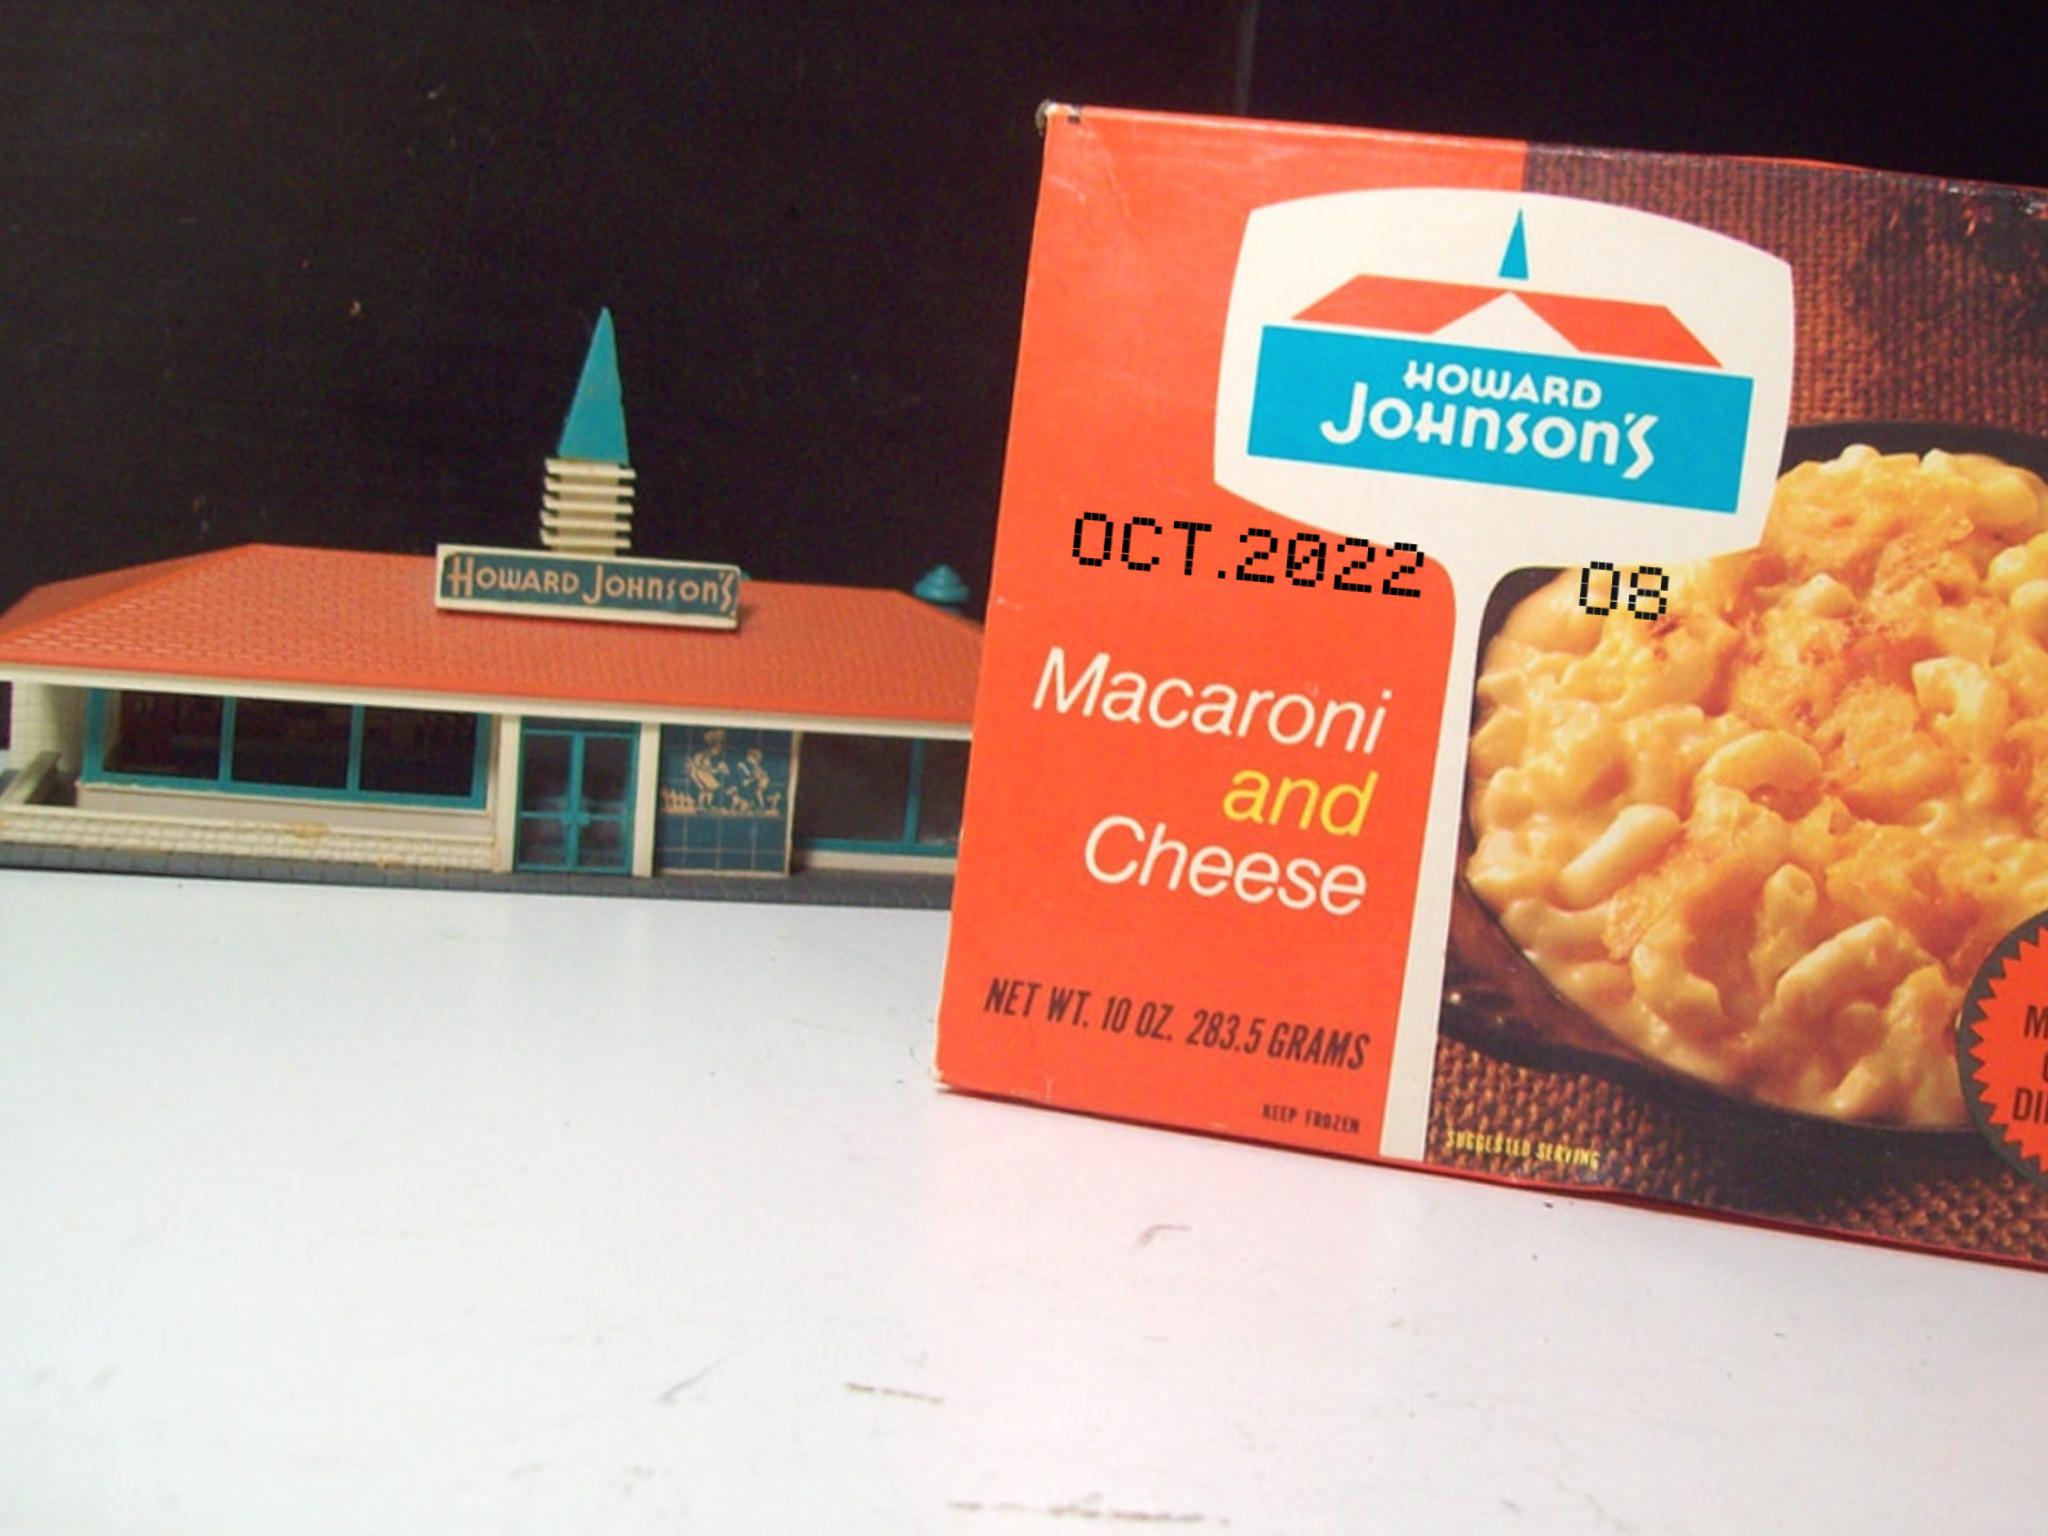 HOWARD JOHNSON'S
HOWARD
JOHNSON'S
OCT.2022 08
Macaroni
and
Cheese
NET WT. 10 OZ. 283.5 GRAMS
KEEP FROZEN
SUGGESTED SERVING